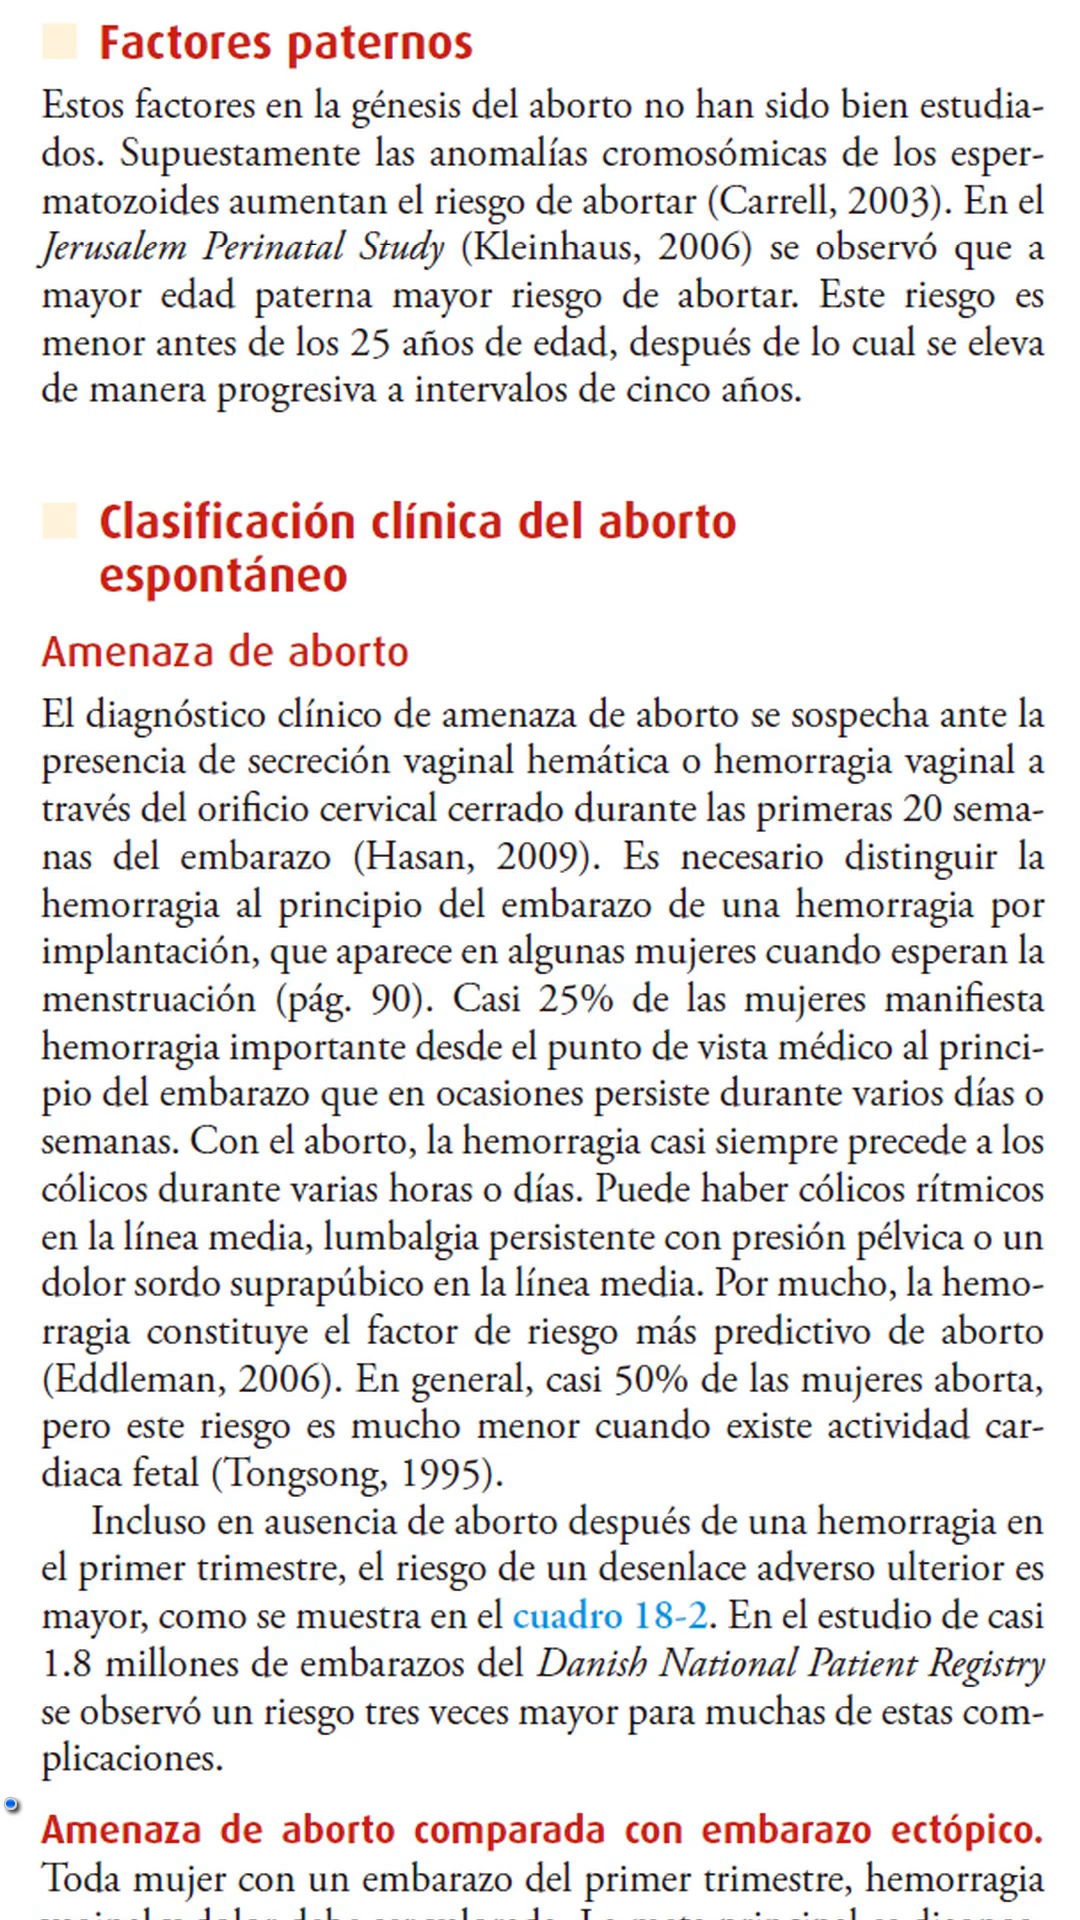 Factores paternos
Estos factores en la génesis del aborto no han sido bien estudia-
dos. Supuestamente las anomalías cromosómicas de los esper-
matozoides aumentan el riesgo de abortar (Carrell, 2003). En el
Jerusalem Perinatal Study (Kleinhaus, 2006) se observó que a
mayor edad paterna mayor riesgo de abortar. Este riesgo es
menor antes de los 25 años de edad, después de lo cual se eleva
de manera progresiva a intervalos de cinco años.
Clasificación clínica del aborto
espontáneo
Amenaza de aborto
El diagnóstico clínico de amenaza de aborto se sospecha ante la
presencia de secreción vaginal hemática o hemorragia vaginal a
través del orificio cervical cerrado durante las primeras 20 sema-
nas del embarazo (Hasan, 2009). Es necesario distinguir la
hemorragia al principio del embarazo de una hemorragia por
implantación, que aparece en algunas mujeres cuando esperan la
menstruación (pág. 90). Casi 25% de las mujeres manifiesta
hemorragia importante desde el punto de vista médico al princi-
pio del embarazo que en ocasiones persiste durante varios días o
semanas. Con el aborto, la hemorragia casi siempre precede a los
cólicos durante varias horas o días. Puede haber cólicos rítmicos
en la línea media, lumbalgia persistente con presión pélvica o un
dolor sordo suprapúbico en la línea media. Por mucho, la hemo-
rragia constituye el factor de riesgo más predictivo de aborto
(Eddleman, 2006). En general, casi 50% de las mujeres aborta,
pero este riesgo es mucho menor cuando existe actividad car-
diaca fetal (Tongsong, 1995).
Incluso en ausencia de aborto después de una hemorragia en
el primer trimestre, el riesgo de un desenlace adverso ulterior es
mayor, como se muestra en el cuadro 18-2. En el estudio de casi
1.8 millones de embarazos del Danish National Patient Registry
se observó un riesgo tres veces mayor para muchas de estas com-
plicaciones.
Amenaza de aborto comparada con embarazo ectópico.
Toda mujer con un embarazo del primer trimestre, hemorragia